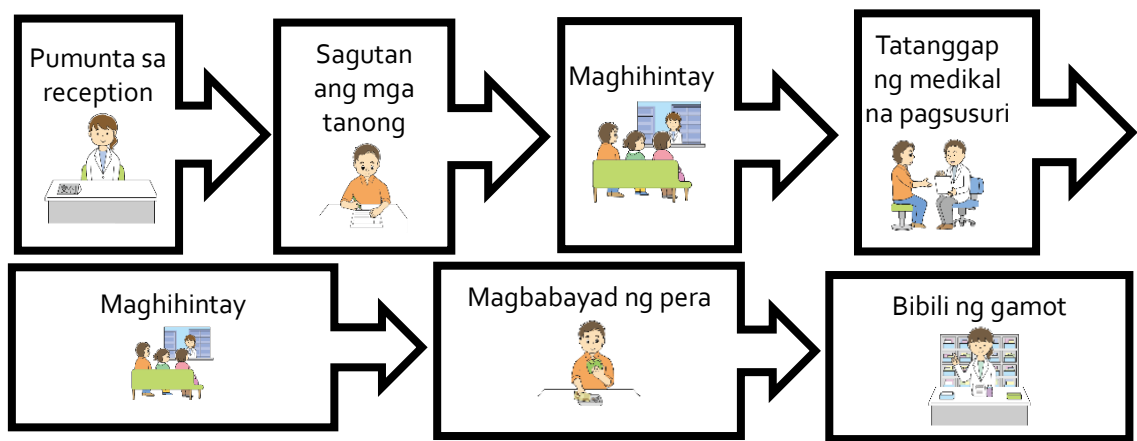 Pumunta sa
reception
Sagutan
ang mga
tanong
Maghihintay
Tatanggap
ng medikal
na pagsusuri
Maghihintay
Magbabayad ng pera
Bibili ng gamot